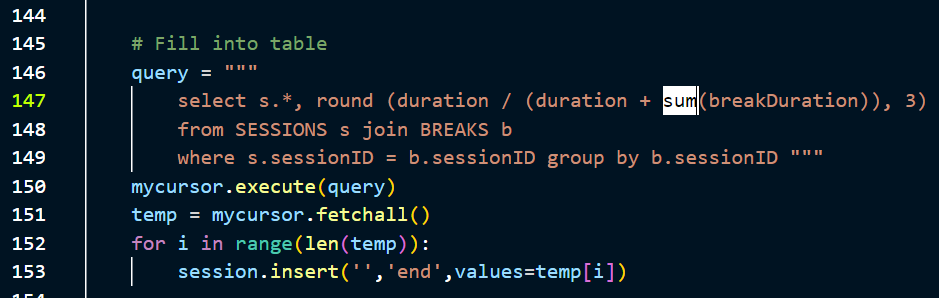 144
145 # Fill into table
146 query = """
147 select s.*, round (duration / (duration + sum(breakDuration)), 3)
148 from SESSIONS s join BREAKS b
149 where s.sessionID = b.sessionID group by b.sessionID """
150 mycursor.execute(query)
151 temp = mycursor.fetchall()
152 for i in range(len(temp)):
153 session.insert('','end',values=temp[i])